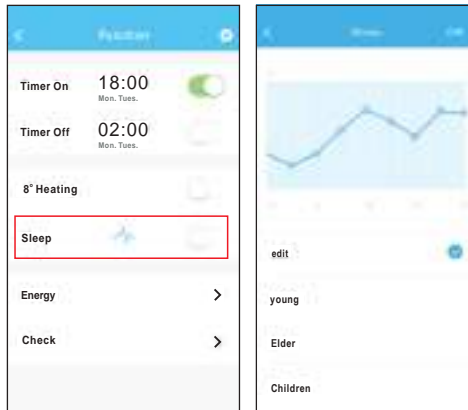 Function
Timer On 18:00
Mon. Tues.
Timer Off 02:00
Mon. Tues.
8° Heating
Sleep
Energy
Check
edit
young
Elder
Children